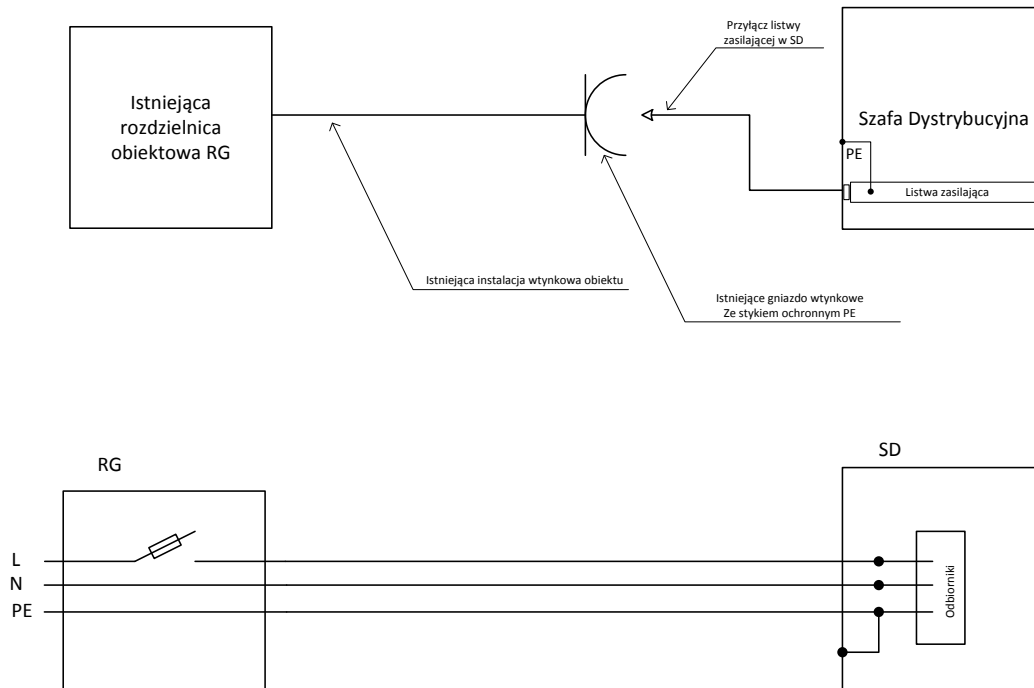 Przyłącz listwy
zasilającej w SD
Istniejąca
rozdzielnica
obiektowa RG
Szafa Dystrybucyjna
PE
Listwa zasilająca
Istniejąca instalacja wtynkowa obiektu
Istniejące gniazdo wtynkowe
Ze stykiem ochronnym PE
RG
SD
L
N
PE
Odbiorniki